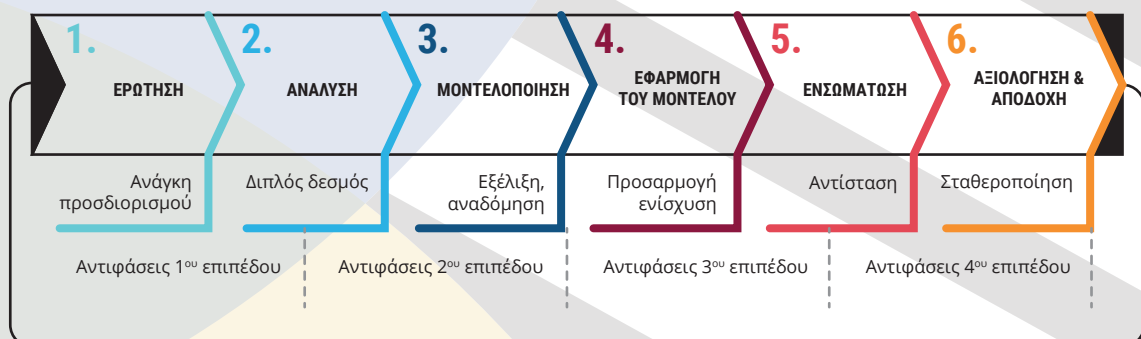 1.
ΕΡΩΤΗΣΗ
2.
ΑΝΑΛΥΣΗ
3.
ΜΟΝΤΕΛΟΠΟΙΗΣΗ
4.
ΕΦΑΡΜΟΓΗ
ΤΟΥ ΜΟΝΤΕΛΟΥ
5.
ΕΝΣΩΜΑΤΩΣΗ
6.
ΑΞΙΟΛΟΓΗΣΗ &
ΑΠΟΔΟΧΗ
Ανάγκη
προσδιορισμού
Διπλός δεσμός
Εξέλιξη,
αναδόμηση
Προσαρμογή
ενίσχυση
Αντίσταση
Σταθεροποίηση
Αντιφάσεις 1ου επιπέδου
Αντιφάσεις 2ου επιπέδου
Αντιφάσεις 3ου επιπέδου
Αντιφάσεις 4ου επιπέδου